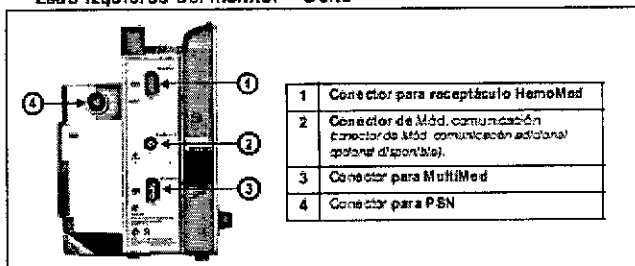 Lado izquierdo del monitor - Delta
1 Conector para receptáculo HemoMed
2 Conector de Mód. comunicación
(conector de Mód. comunicación adicional
opcional disponible).
3 Conector para MultiMed
4 Conector para PSN
4
1
2
3